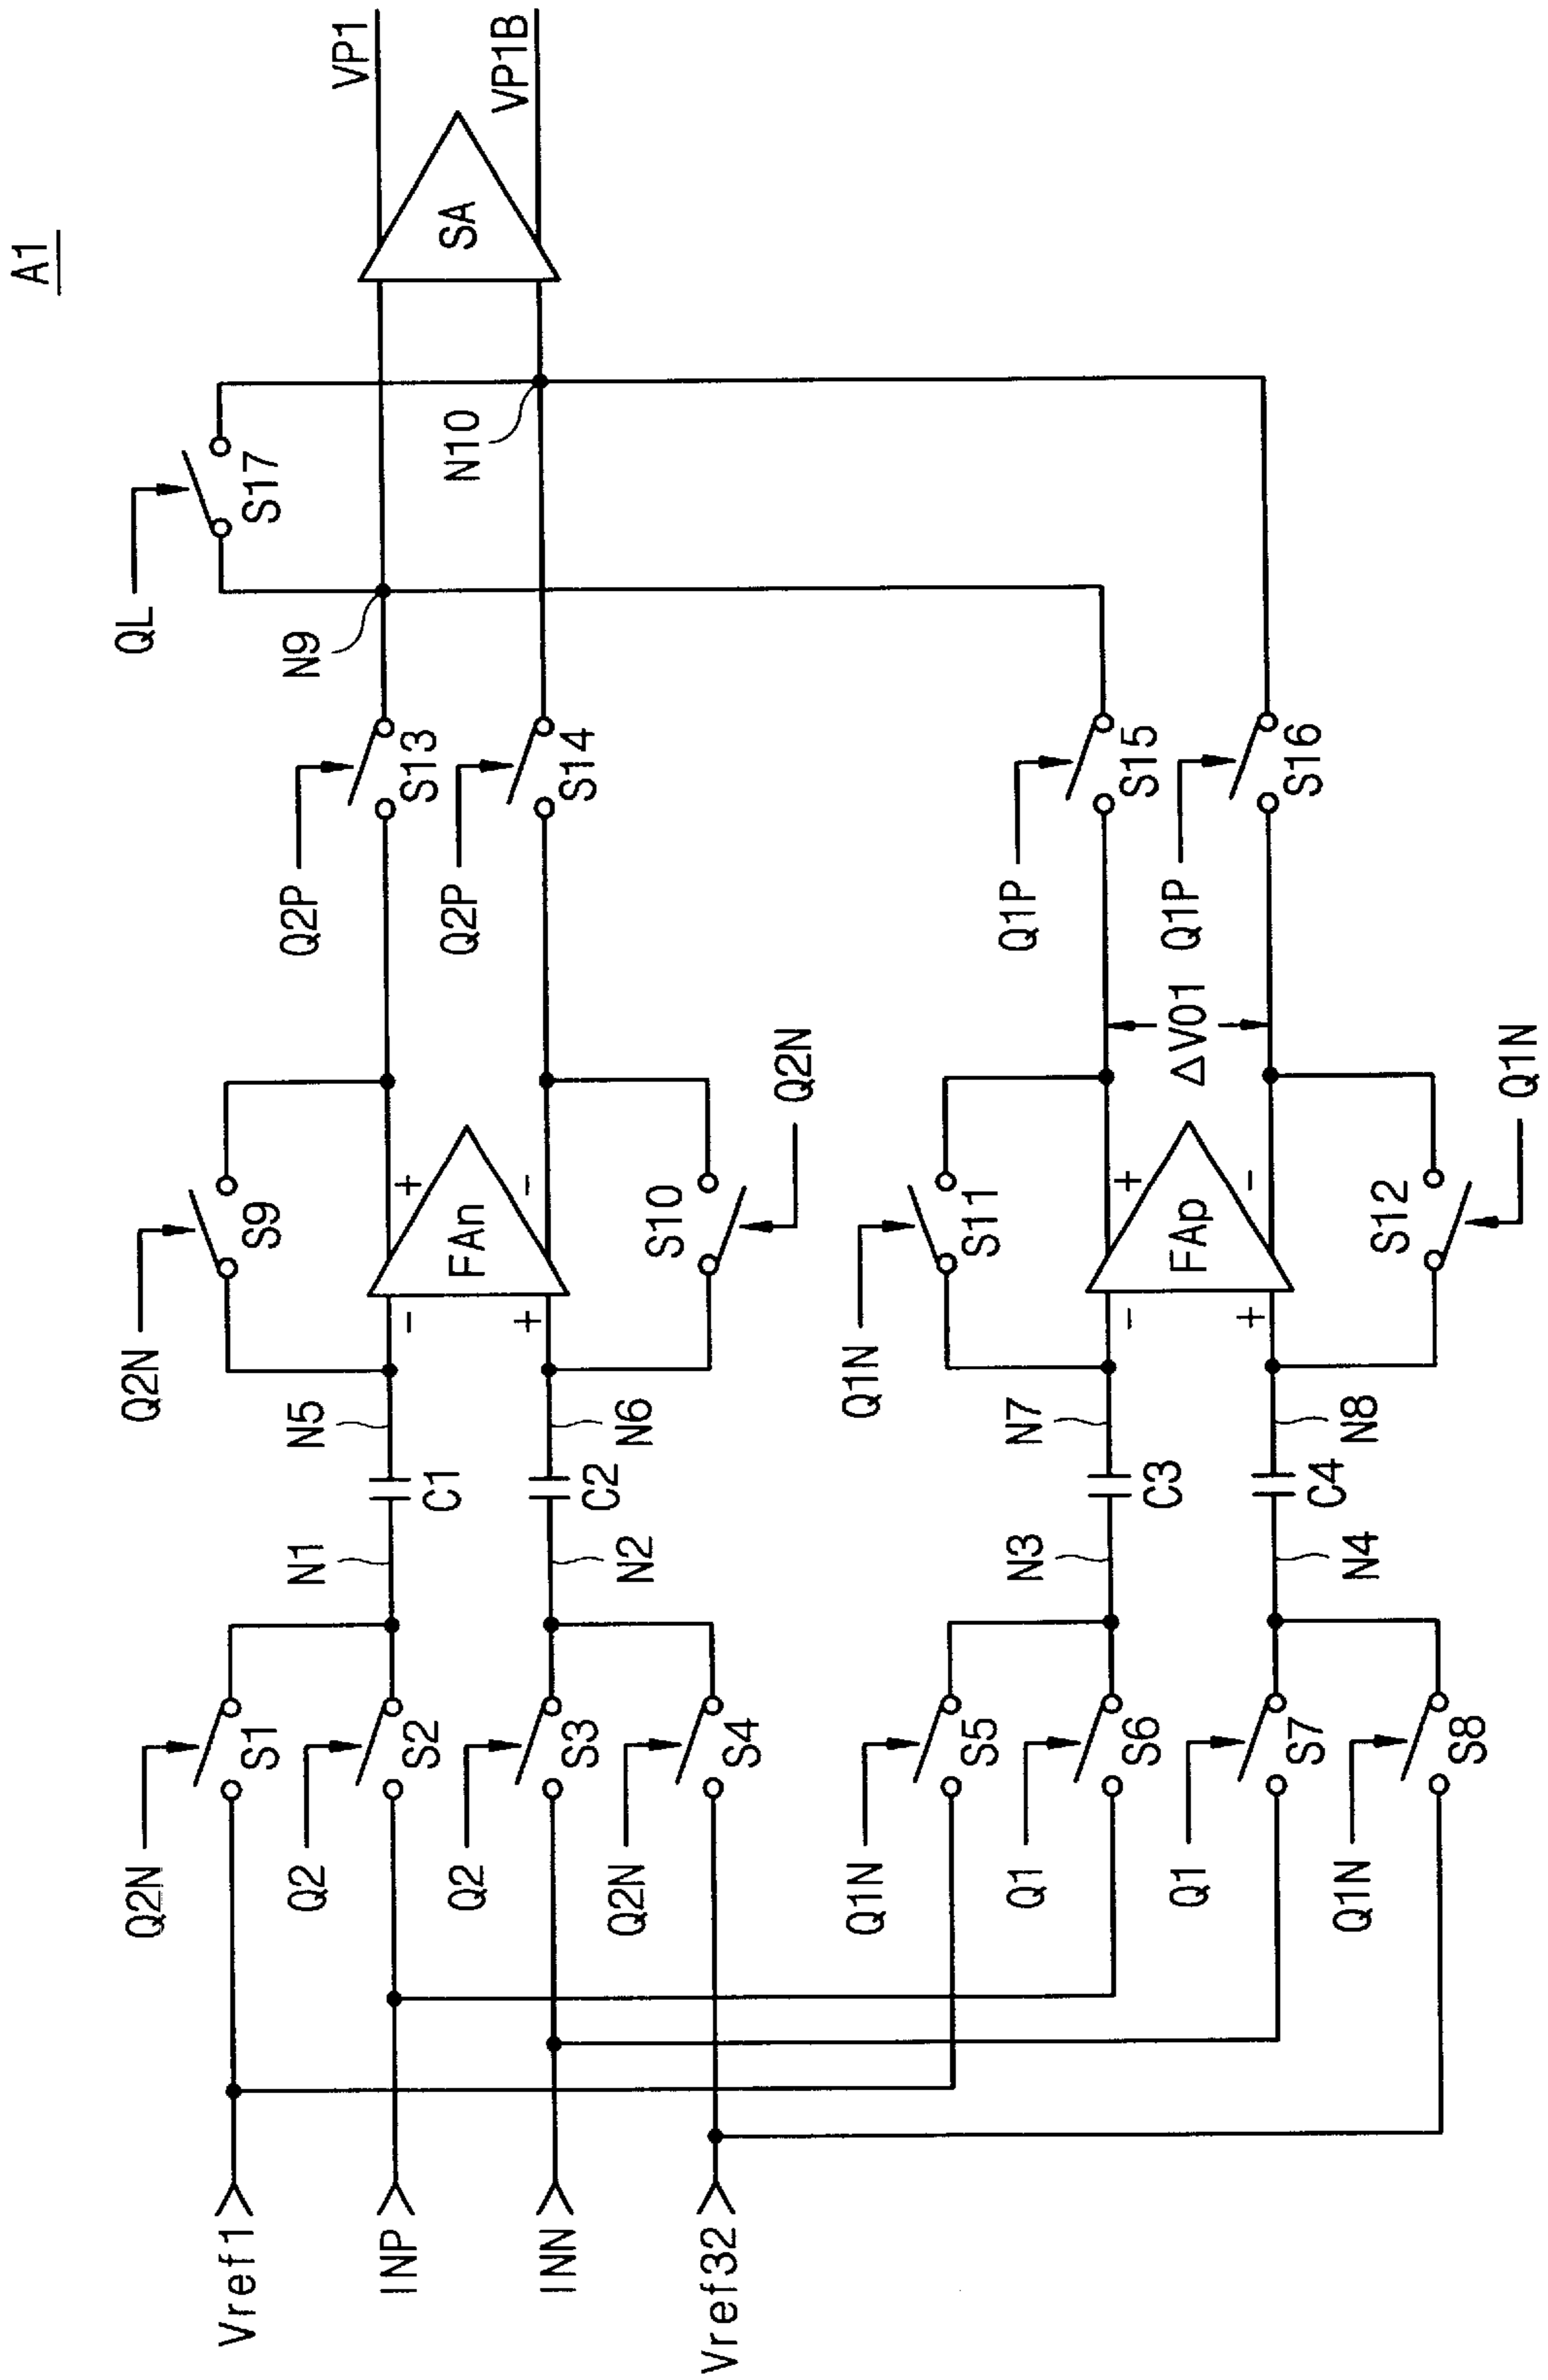 A1
QL
S17
VP1
VP1B
SA
N9
N10
Q2P
S13
Q2P
S14
Q1P
S15
Q1P
S16
Q2N
S9
+
-
FAn
-
+
S10
Q2N
Q1N
S11
+
-
FAp
-
+
S12
Q1N
ΔVO1
N5
N6
N7
N8
C1
C2
C3
C4
N1
N2
N3
N4
Q2N
S1
Q2
S2
Q2
S3
Q2N
S4
Q1N
S5
Q1
S6
Q1
S7
Q1N
S8
Vref1
INP
INN
Vref32